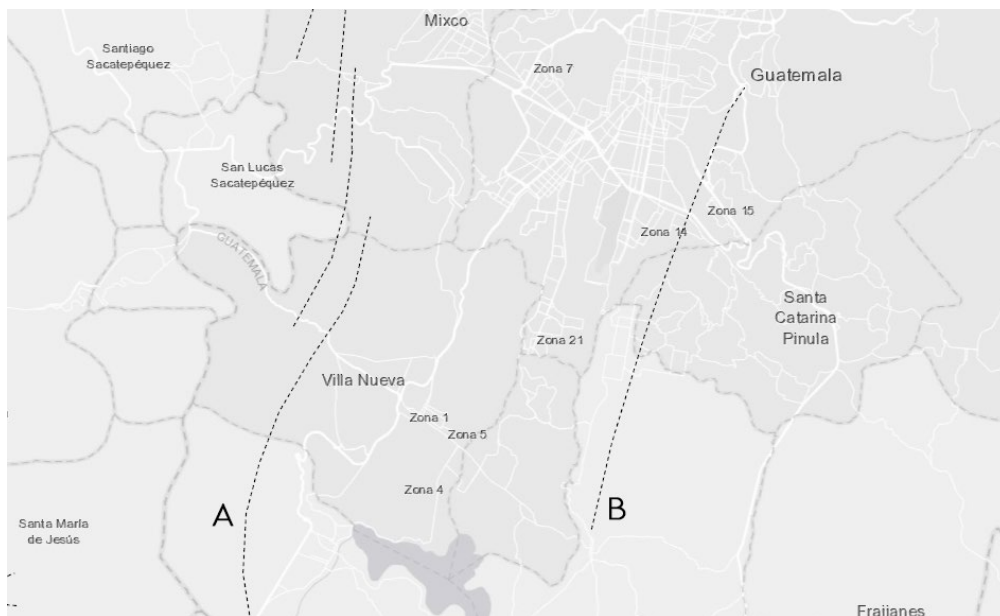 Mixco
Santiago
Sacatepéquez
Zona 7
Guatemala
San Lucas
Sacatepéquez
Zona 15
Zona 14
GUATEMALA
Santa
Catarina
Pinula
Zona 21
Villa Nueva
Zona 1
Zona 5
Zona 4
A
B
Santa María
de Jesús
Fraijanes